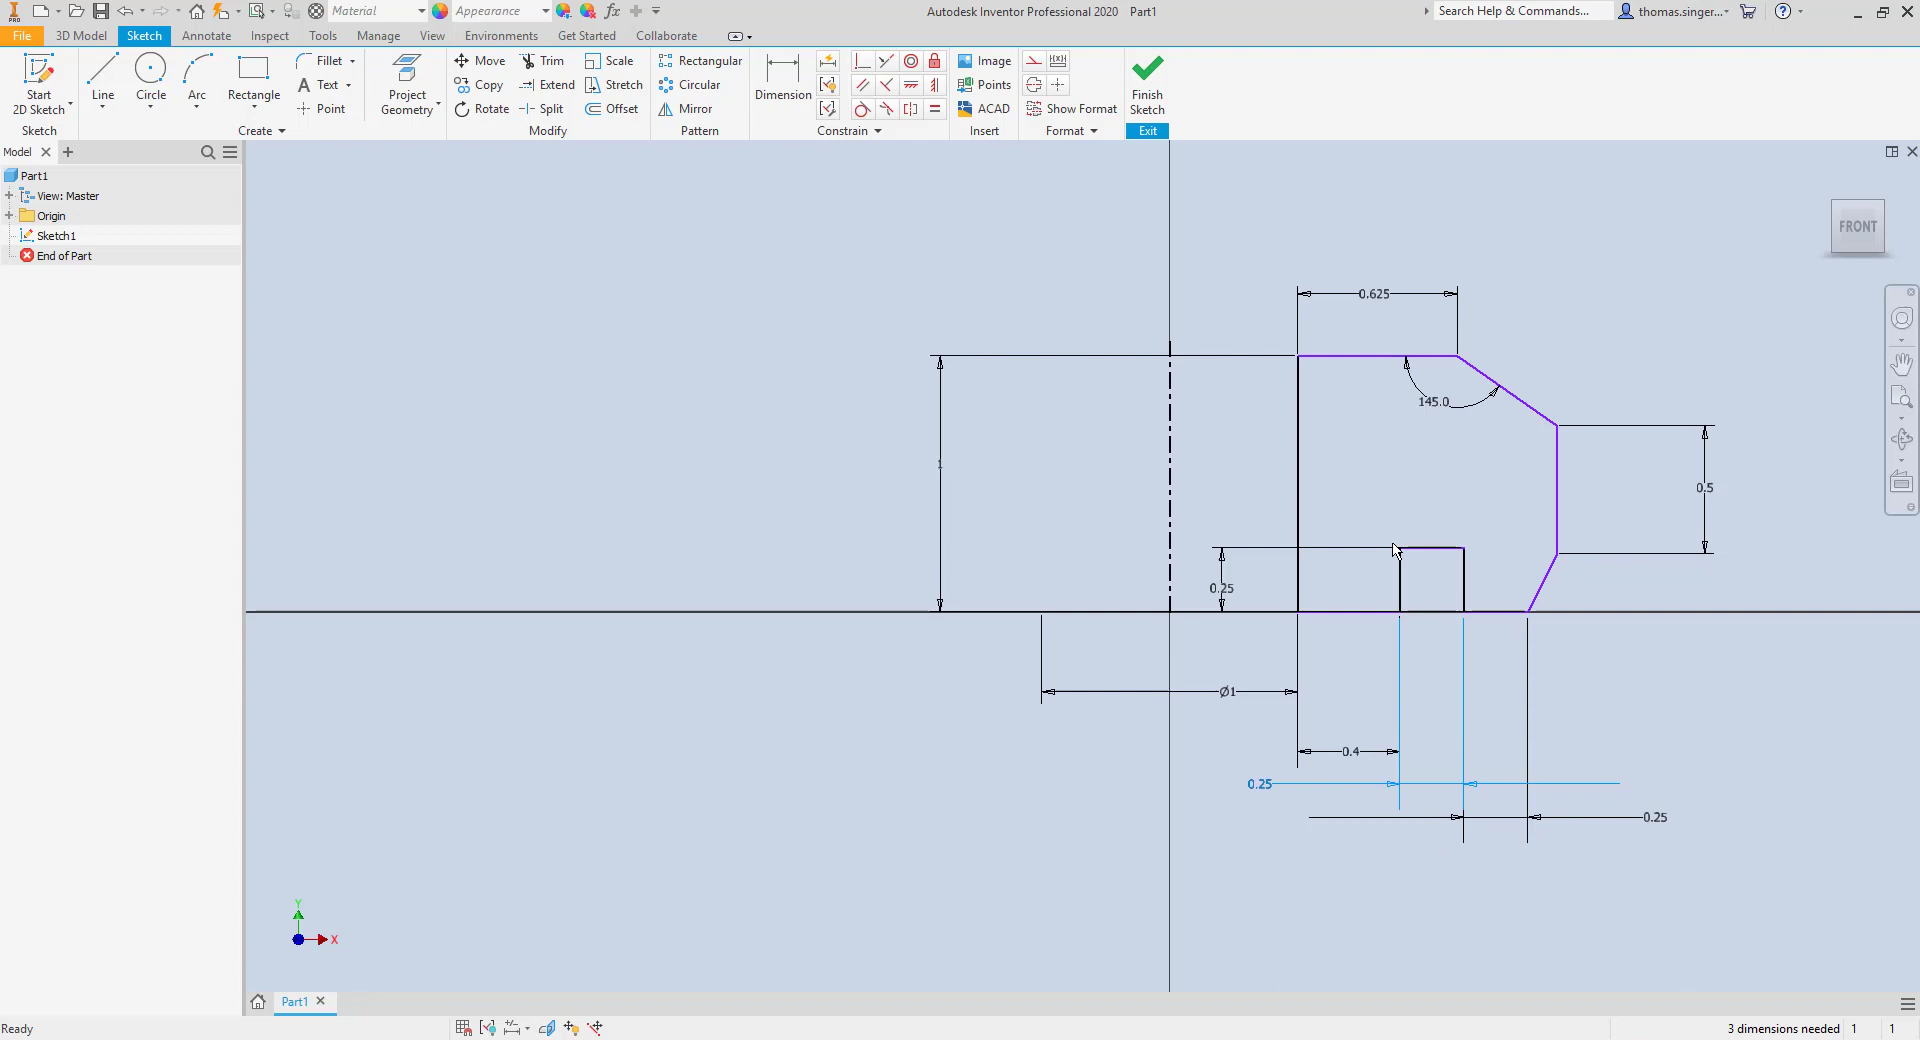 PRO Material Appearance Autodesk Inventor Professional 2020 Part1 Search Help & Commands... thomas.singer...
File 3D Model Sketch Annotate Inspect Tools Manage View Environments Get Started Collaborate
Start 2D Sketch Line Circle Arc Rectangle Fillet Text Point Project Geometry Move Copy Rotate Trim Extend Split Scale Stretch Offset Rectangular Circular Mirror Dimension Image Points ACAD Show Format Finish Sketch
Sketch Create Modify Pattern Constrain Insert Format Exit
Model
Part1
View: Master
Origin
Sketch1
End of Part
FRONT
0.625
145.0
1
0.5
0.25
Ø1
0.4
0.25
0.25
Y
X
Part1
Ready 3 dimensions needed 1 1